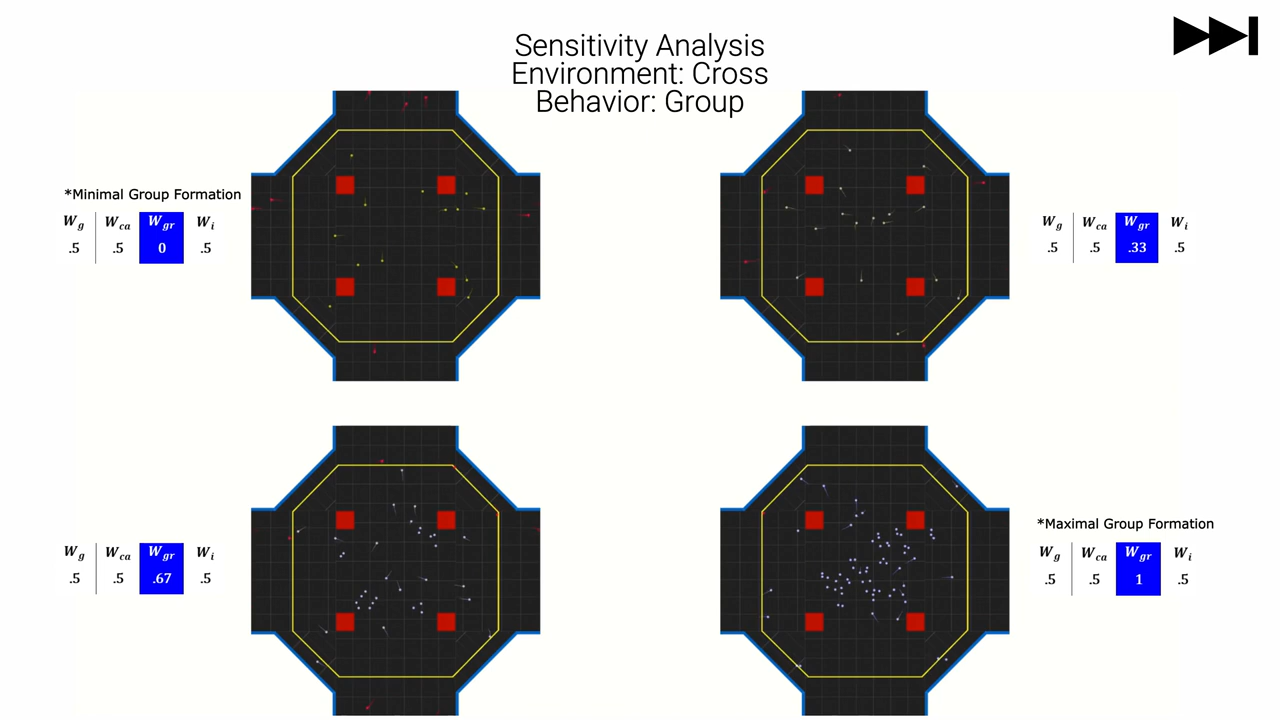 Sensitivity Analysis
Environment: Cross
Behavior: Group
*Minimal Group Formation
W_g W_ca W_gr W_i
.5 .5 0 .5
W_g W_ca W_gr W_i
.5 .5 .33 .5
W_g W_ca W_gr W_i
.5 .5 .67 .5
*Maximal Group Formation
W_g W_ca W_gr W_i
.5 .5 1 .5